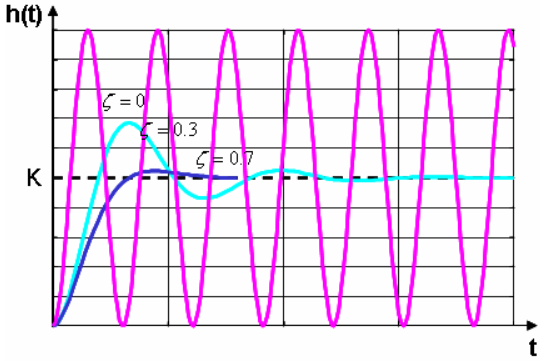 h(t)
ζ = 0
ζ = 0.3
ζ = 0.7
K
t